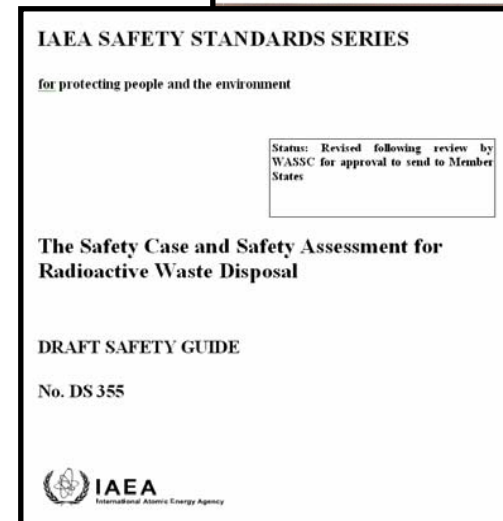 IAEA SAFETY STANDARDS SERIES
for protecting people and the environment
Status: Revised following review by
WASSC for approval to send to Member
States
The Safety Case and Safety Assessment for
Radioactive Waste Disposal
DRAFT SAFETY GUIDE
No. DS 355
IAEA
International Atomic Energy Agency